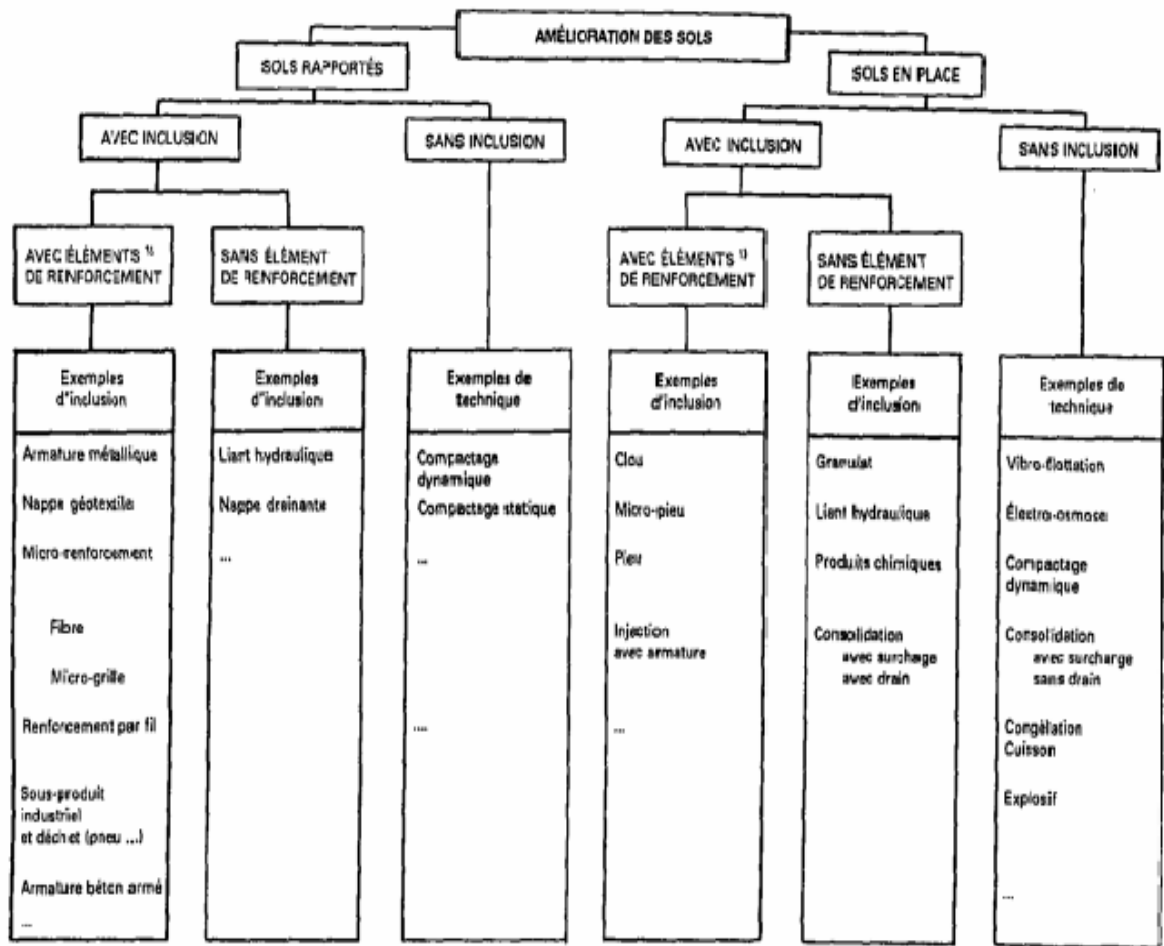 AMÉLIORATION DES SOLS
SOLS RAPPORTÉS
SOLS EN PLACE
AVEC INCLUSION
SANS INCLUSION
AVEC INCLUSION
SANS INCLUSION
AVEC ÉLÉMENTS 1)
DE RENFORCEMENT
SANS ÉLÉMENT
DE RENFORCEMENT
AVEC ÉLÉMENTS 1)
DE RENFORCEMENT
SANS ÉLÉMENT
DE RENFORCEMENT
Exemples
d'inclusion
Armature métallique
Nappe géotextile
Micro-renforcement
Fibre
Micro-grille
Renforcement par fil
Sous-produit
industriel
et déchet (pneu ...)
Armature béton armé
...
Exemples
d'inclusion
Liant hydraulique
Nappe drainante
...
Exemples de
technique
Compactage
dynamique
Compactage statique
...
....
Exemples
d'inclusion
Clou
Micro-pieu
Pieu
Injection
avec armature
...
Exemples
d'inclusion
Granulat
Liant hydraulique
Produits chimiques
Consolidation
avec surchage
avec drain
Exemples de
technique
Vibro-flottation
Électro-osmose
Compactage
dynamique
Consolidation
avec surcharge
sans drain
Congélation
Cuisson
Explosif
...